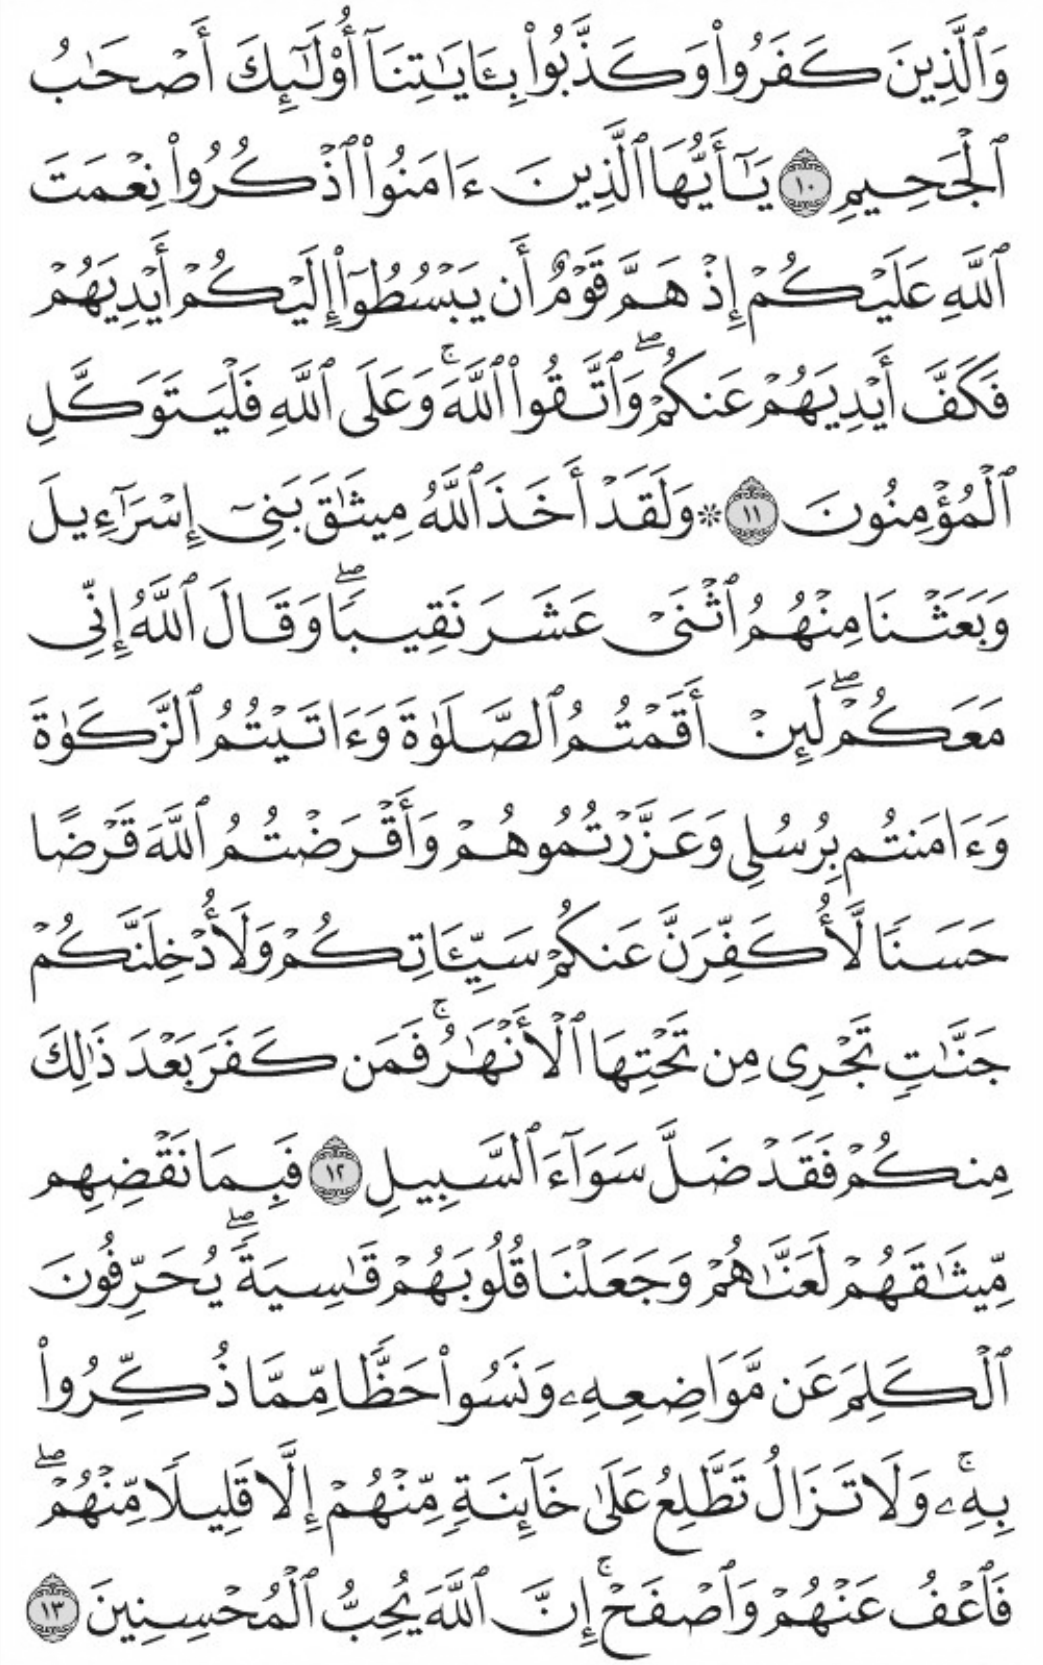 وَٱلَّذِينَ كَفَرُواْ وَكَذَّبُواْ بِـَٔايَٰتِنَآ أُوْلَٰٓئِكَ أَصۡحَٰبُ
ٱلۡجَحِيمِ ١٠ يَٰٓأَيُّهَا ٱلَّذِينَ ءَامَنُواْ ٱذۡكُرُواْ نِعۡمَتَ
ٱللَّهِ عَلَيۡكُمۡ إِذۡ هَمَّ قَوۡمٌ أَن يَبۡسُطُوٓاْ إِلَيۡكُمۡ أَيۡدِيَهُمۡ
فَكَفَّ أَيۡدِيَهُمۡ عَنكُمۡۖ وَٱتَّقُواْ ٱللَّهَۚ وَعَلَى ٱللَّهِ فَلۡيَتَوَكَّلِ
ٱلۡمُؤۡمِنُونَ ١١ ۞ وَلَقَدۡ أَخَذَ ٱللَّهُ مِيثَٰقَ بَنِيٓ إِسۡرَٰٓءِيلَ
وَبَعَثۡنَا مِنۡهُمُ ٱثۡنَيۡ عَشَرَ نَقِيبٗاۖ وَقَالَ ٱللَّهُ إِنِّي
مَعَكُمۡۖ لَئِنۡ أَقَمۡتُمُ ٱلصَّلَوٰةَ وَءَاتَيۡتُمُ ٱلزَّكَوٰةَ
وَءَامَنتُم بِرُسُلِي وَعَزَّرۡتُمُوهُمۡ وَأَقۡرَضۡتُمُ ٱللَّهَ قَرۡضًا
حَسَنٗا لَّأُكَفِّرَنَّ عَنكُمۡ سَيِّـَٔاتِكُمۡ وَلَأُدۡخِلَنَّكُمۡ
جَنَّٰتٖ تَجۡرِي مِن تَحۡتِهَا ٱلۡأَنۡهَٰرُۚ فَمَن كَفَرَ بَعۡدَ ذَٰلِكَ
مِنكُمۡ فَقَدۡ ضَلَّ سَوَآءَ ٱلسَّبِيلِ ١٢ فَبِمَا نَقۡضِهِم
مِّيثَٰقَهُمۡ لَعَنَّٰهُمۡ وَجَعَلۡنَا قُلُوبَهُمۡ قَٰسِيَةٗۖ يُحَرِّفُونَ
ٱلۡكَلِمَ عَن مَّوَاضِعِهِۦ وَنَسُواْ حَظّٗا مِّمَّا ذُكِّرُواْ
بِهِۦۚ وَلَا تَزَالُ تَطَّلِعُ عَلَىٰ خَآئِنَةٖ مِّنۡهُمۡ إِلَّا قَلِيلٗا مِّنۡهُمۡۖ
فَٱعۡفُ عَنۡهُمۡ وَٱصۡفَحۡۚ إِنَّ ٱللَّهَ يُحِبُّ ٱلۡمُحۡسِنِينَ ١٣